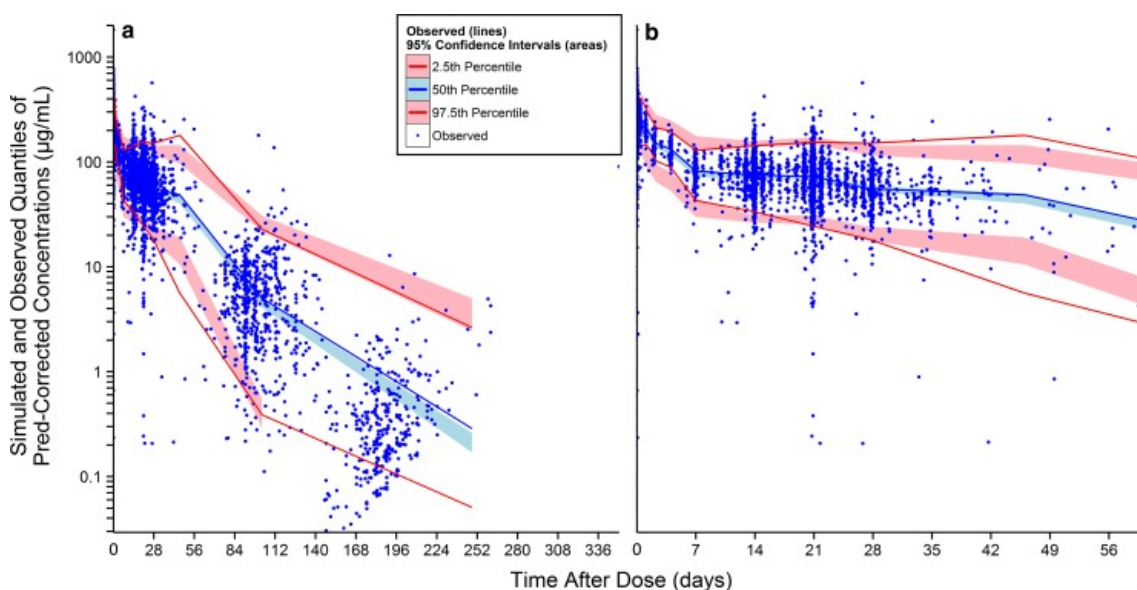 a
Observed (lines)
95% Confidence Intervals (areas)
2.5th Percentile
50th Percentile
97.5th Percentile
Observed
b
Simulated and Observed Quantiles of
Pred-Corrected Concentrations (µg/mL)
1000
100
10
1
0.1
0 28 56 84 112 140 168 196 224 252 280 308 336
0 7 14 21 28 35 42 49 56
Time After Dose (days)